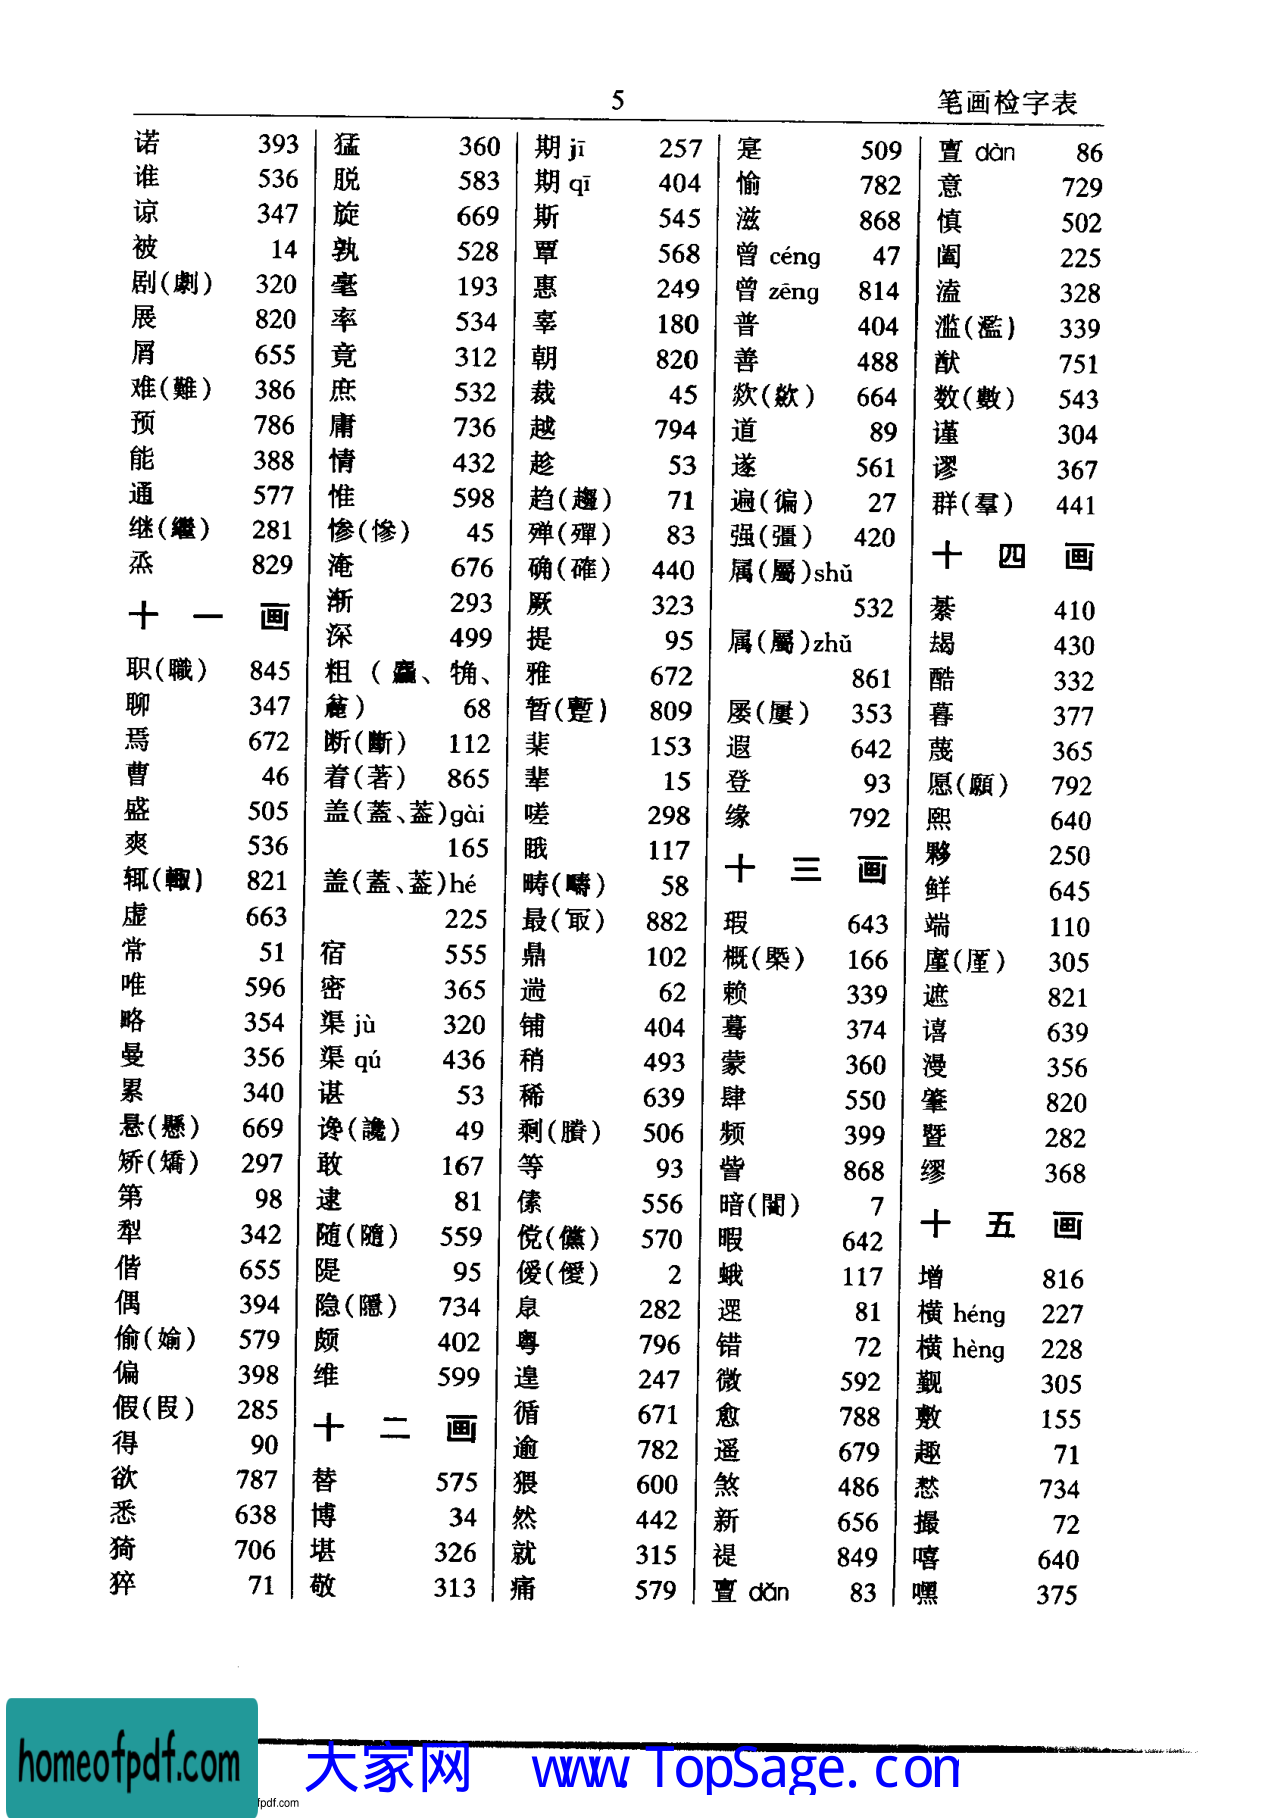 5
笔画检字表
诺 393
谁 536
谅 347
被 14
剧(劇) 320
展 820
屑 655
难(難) 386
预 786
能 388
通 577
继(繼) 281
烝 829
十一画
职(職) 845
聊 347
焉 672
曹 46
盛 505
爽 536
辄(輙) 821
虚 663
常 51
唯 596
略 354
曼 356
累 340
悬(懸) 669
矫(矯) 297
第 98
犁 342
偕 655
偶 394
偷(媮) 579
偏 398
假(叚) 285
得 90
欲 787
悉 638
猗 706
猝 71
猛 360
脱 583
旋 669
孰 528
毫 193
率 534
竟 312
庶 532
庸 736
情 432
惟 598
惨(慘) 45
淹 676
渐 293
深 499
粗(麤、觕、
麄) 68
断(斷) 112
着(著) 865
盖(蓋、葢)gài
165
盖(蓋、葢)hé
225
宿 555
密 365
渠 jù 320
渠 qú 436
谌 53
谗(讒) 49
敢 167
逮 81
随(隨) 559
隄 95
隐(隱) 734
颇 402
维 599
十二画
替 575
博 34
堪 326
敬 313
期 jī 257
期 qī 404
斯 545
覃 568
惠 249
辜 180
朝 820
裁 45
越 794
趁 53
趋(趨) 71
殚(殫) 83
确(確) 440
厥 323
提 95
雅 672
暂(蹔) 809
棐 153
辈 15
嗟 298
睋 117
畴(疇) 58
最(冣) 882
鼎 102
遄 62
铺 404
稍 493
稀 639
剩(賸) 506
等 93
傃 556
傥(儻) 570
僾(僾) 2
臮 282
粤 796
遑 247
循 671
逾 782
猥 600
然 442
就 315
痛 579
寔 509
愉 782
滋 868
曾 céng 47
曾 zēng 814
普 404
善 488
欻(歘) 664
道 89
遂 561
遍(徧) 27
强(彊) 420
属(屬)shǔ
532
属(屬)zhǔ
861
屡(屢) 353
遐 642
登 93
缘 792
十三画
瑕 643
概(槩) 166
赖 339
蓦 374
蒙 360
肆 550
频 399
訾 868
暗(闇) 7
暇 642
蛾 117
遝 81
错 72
微 592
愈 788
遥 679
煞 486
新 656
禔 849
亶 dǎn 83
亶 dàn 86
意 729
慎 502
阖 225
溘 328
滥(濫) 339
猷 751
数(數) 543
谨 304
谬 367
群(羣) 441
十四画
綦 410
朅 430
酷 332
暮 377
蔑 365
愿(願) 792
熙 640
夥 250
鲜 645
端 110
廑(厪) 305
遮 821
谮 639
漫 356
肇 820
暨 282
缪 368
十五画
增 816
横 héng 227
横 hèng 228
觐 305
敷 155
趣 71
慭 734
撮 72
嘻 640
嘿 375
homeofpdf.com
大家网 www.TopSage.com
fpdf.com